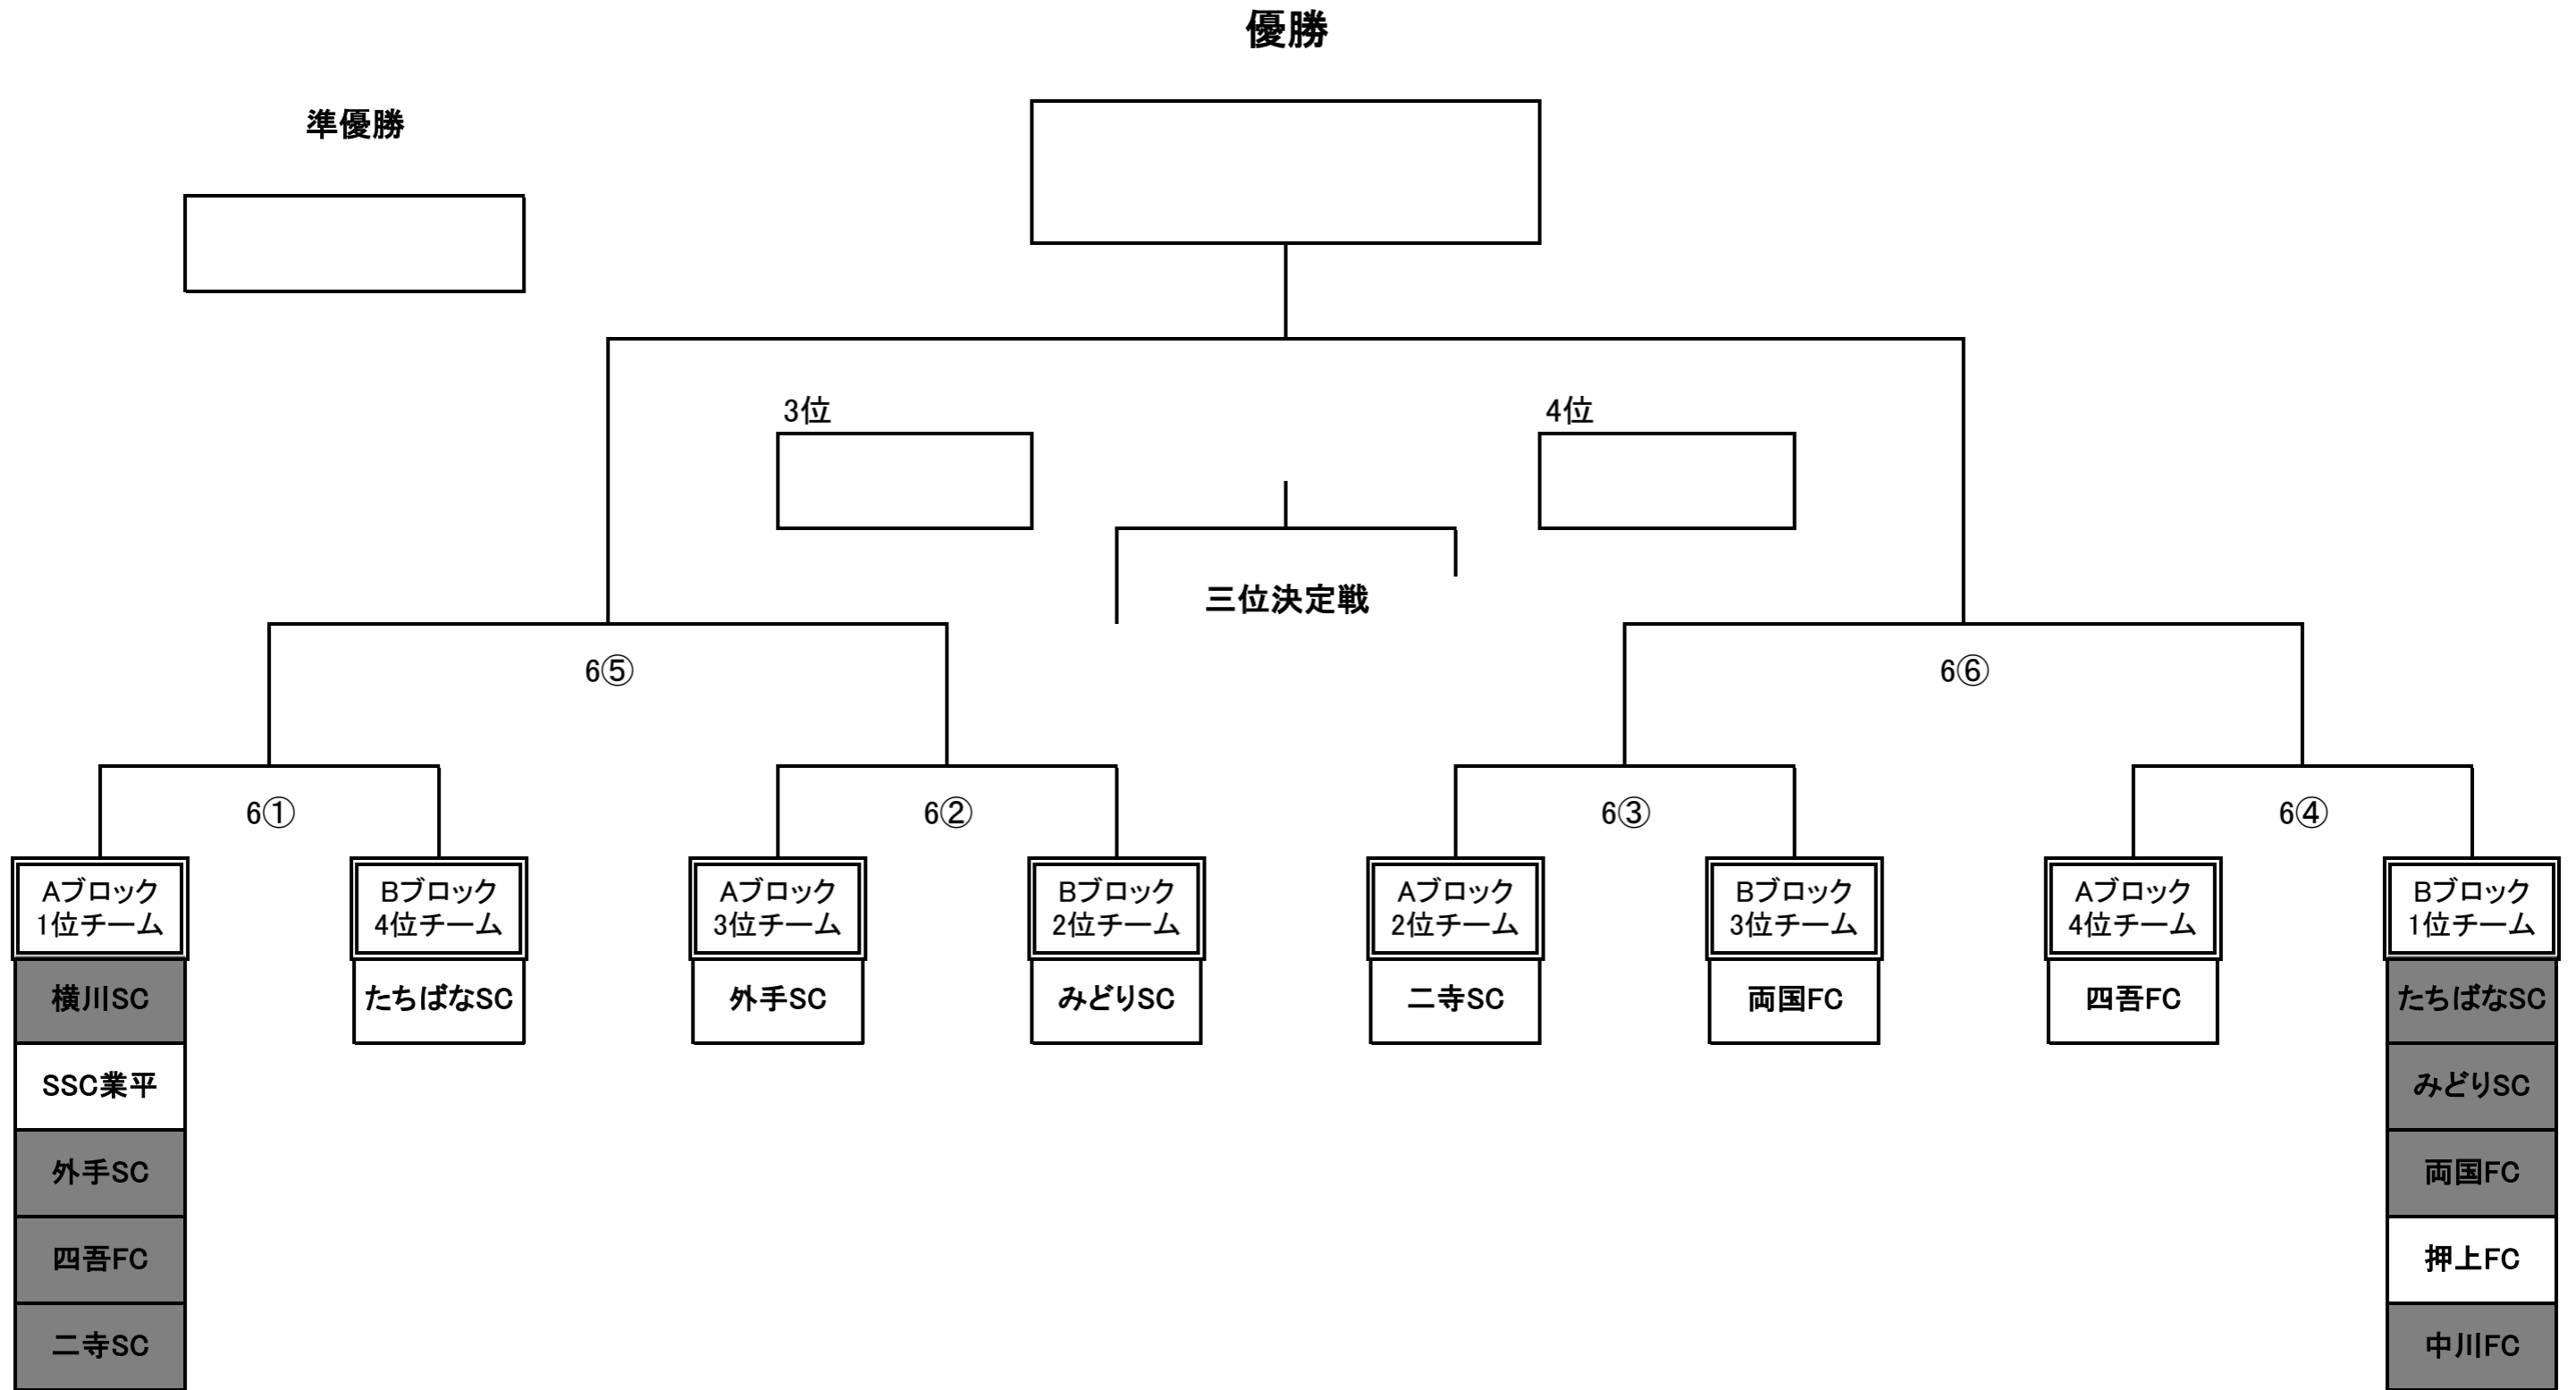 優勝
準優勝
3位
4位
三位決定戦
6⑤
6⑥
6①
6②
6③
6④
Aブロック
1位チーム
Bブロック
4位チーム
Aブロック
3位チーム
Bブロック
2位チーム
Aブロック
2位チーム
Bブロック
3位チーム
Aブロック
4位チーム
Bブロック
1位チーム
横川SC
たちばなSC
外手SC
みどりSC
二寺SC
両国FC
四吾FC
たちばなSC
SSC業平
みどりSC
外手SC
両国FC
四吾FC
押上FC
二寺SC
中川FC